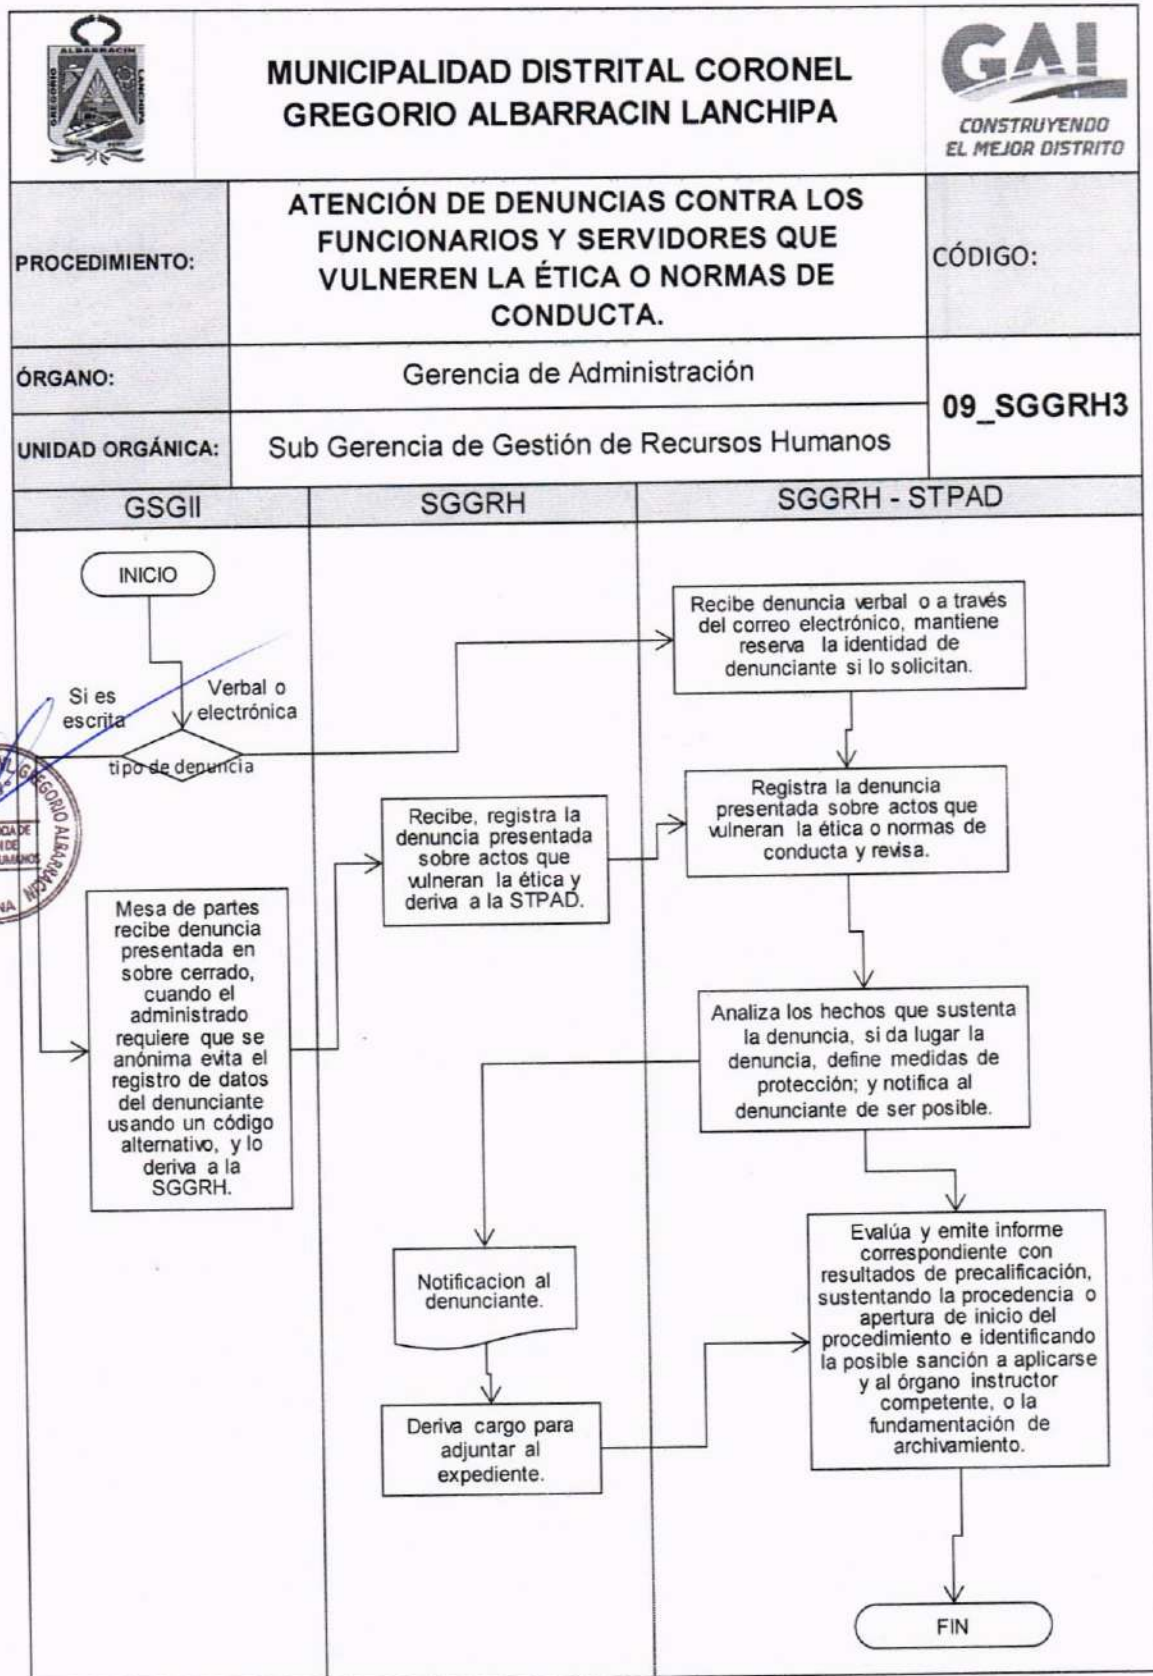 ALBARRACIN
GREGORIO
LANCHIPA
MUNICIPALIDAD DISTRITAL CORONEL
GREGORIO ALBARRACIN LANCHIPA
GAL
CONSTRUYENDO
EL MEJOR DISTRITO
PROCEDIMIENTO:
ATENCIÓN DE DENUNCIAS CONTRA LOS
FUNCIONARIOS Y SERVIDORES QUE
VULNEREN LA ÉTICA O NORMAS DE
CONDUCTA.
CÓDIGO:
ÓRGANO:
Gerencia de Administración
09_SGGRH3
UNIDAD ORGÁNICA:
Sub Gerencia de Gestión de Recursos Humanos
GSGII
SGGRH
SGGRH - STPAD
INICIO
Si es
escrita
Verbal o
electrónica
tipo de denuncia
GREGORIO ALBARRACIN
Mesa de partes
recibe denuncia
presentada en
sobre cerrado,
cuando el
administrado
requiere que se
anónima evita el
registro de datos
del denunciante
usando un código
alternativo, y lo
deriva a la
SGGRH.
Recibe, registra la
denuncia presentada
sobre actos que
vulneran la ética y
deriva a la STPAD.
Recibe denuncia verbal o a través
del correo electrónico, mantiene
reserva la identidad de
denunciante si lo solicitan.
Registra la denuncia
presentada sobre actos que
vulneran la ética o normas de
conducta y revisa.
Analiza los hechos que sustenta
la denuncia, si da lugar la
denuncia, define medidas de
protección; y notifica al
denunciante de ser posible.
Notificacion al
denunciante.
Deriva cargo para
adjuntar al
expediente.
Evalúa y emite informe
correspondiente con
resultados de precalificación,
sustentando la procedencia o
apertura de inicio del
procedimiento e identificando
la posible sanción a aplicarse
y al órgano instructor
competente, o la
fundamentación de
archivamiento.
FIN